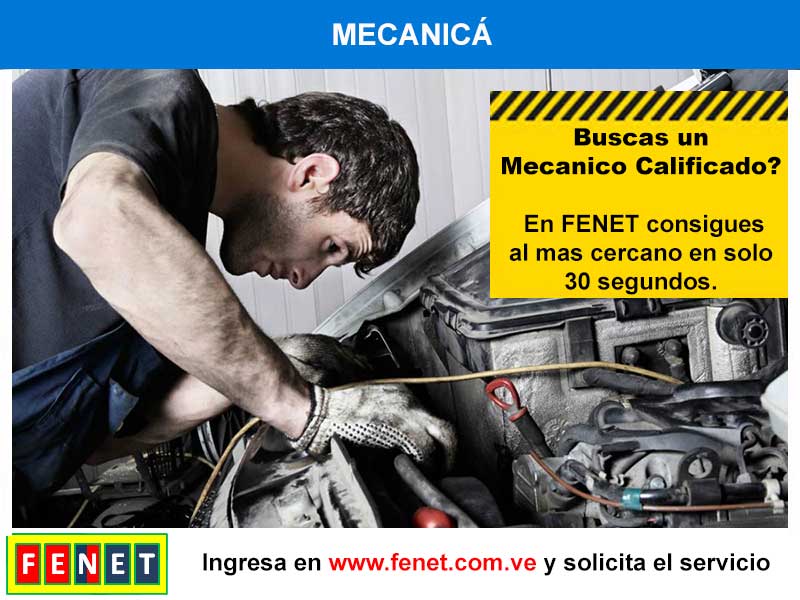 MECANICÁ
Buscas un
Mecanico Calificado?
En FENET consigues
al mas cercano en solo
30 segundos.
FENET
Ingresa en www.fenet.com.ve y solicita el servicio